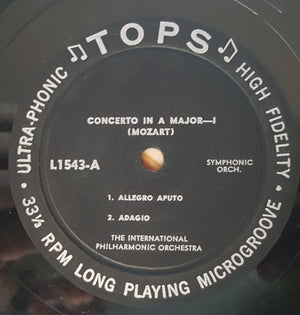 ♫TOPS♫
ULTRA-PHONIC
HIGH FIDELITY
CONCERTO IN A MAJOR—I
(MOZART)
L1543-A
SYMPHONIC
ORCH.
1. ALLEGRO APUTO
2. ADAGIO
THE INTERNATIONAL
PHILHARMONIC ORCHESTRA
• 33⅓ RPM LONG PLAYING MICROGROOVE •